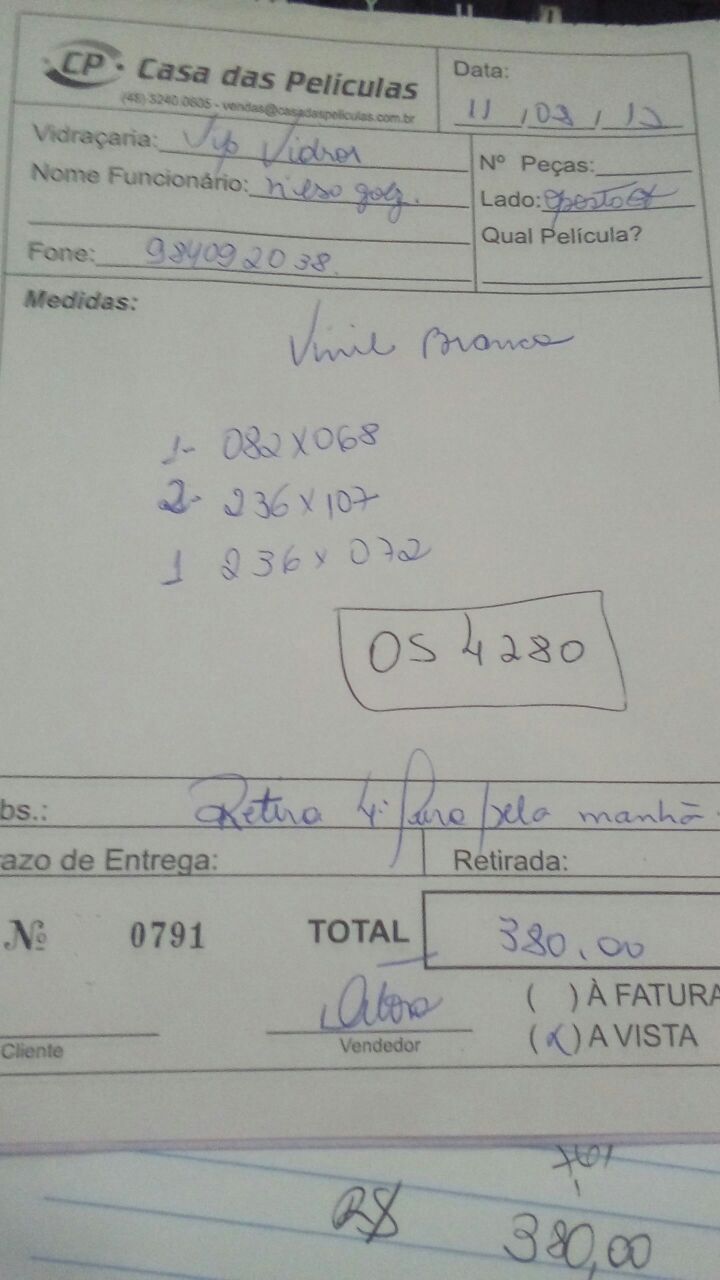 CP · Casa das Películas
(48) 3240.0605 - vendas@casadaspeliculas.com.br
Data:
11 / 02 / 12
Vidraçaria: Vip Vidros
Nº Peças:
Nome Funcionário:
Lado:
Qual Película?
Fone: 984092038
Medidas:
Vinil Branco
1- 082x068
2- 236x107
1 236x072
OS 4280
bs.: Retira 4ª feira pela manhã.
azo de Entrega:
Retirada:
Nº 0791 TOTAL 380,00
( ) À FATURA
Cliente
Vendedor
(x) A VISTA
R$ 380,00